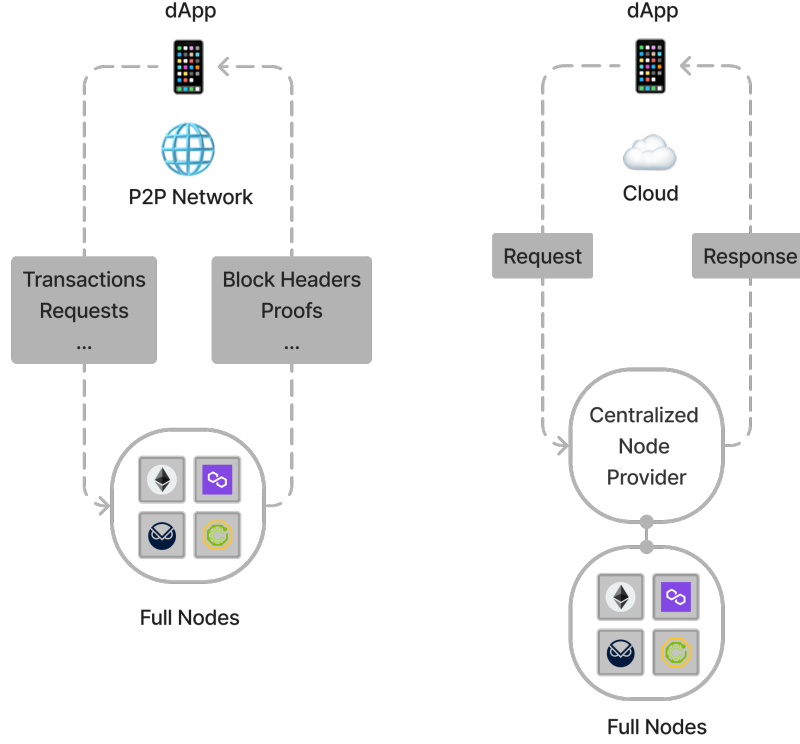 dApp
P2P Network
Transactions
Requests
...
Block Headers
Proofs
...
Full Nodes
dApp
Cloud
Request
Response
Centralized
Node
Provider
Full Nodes